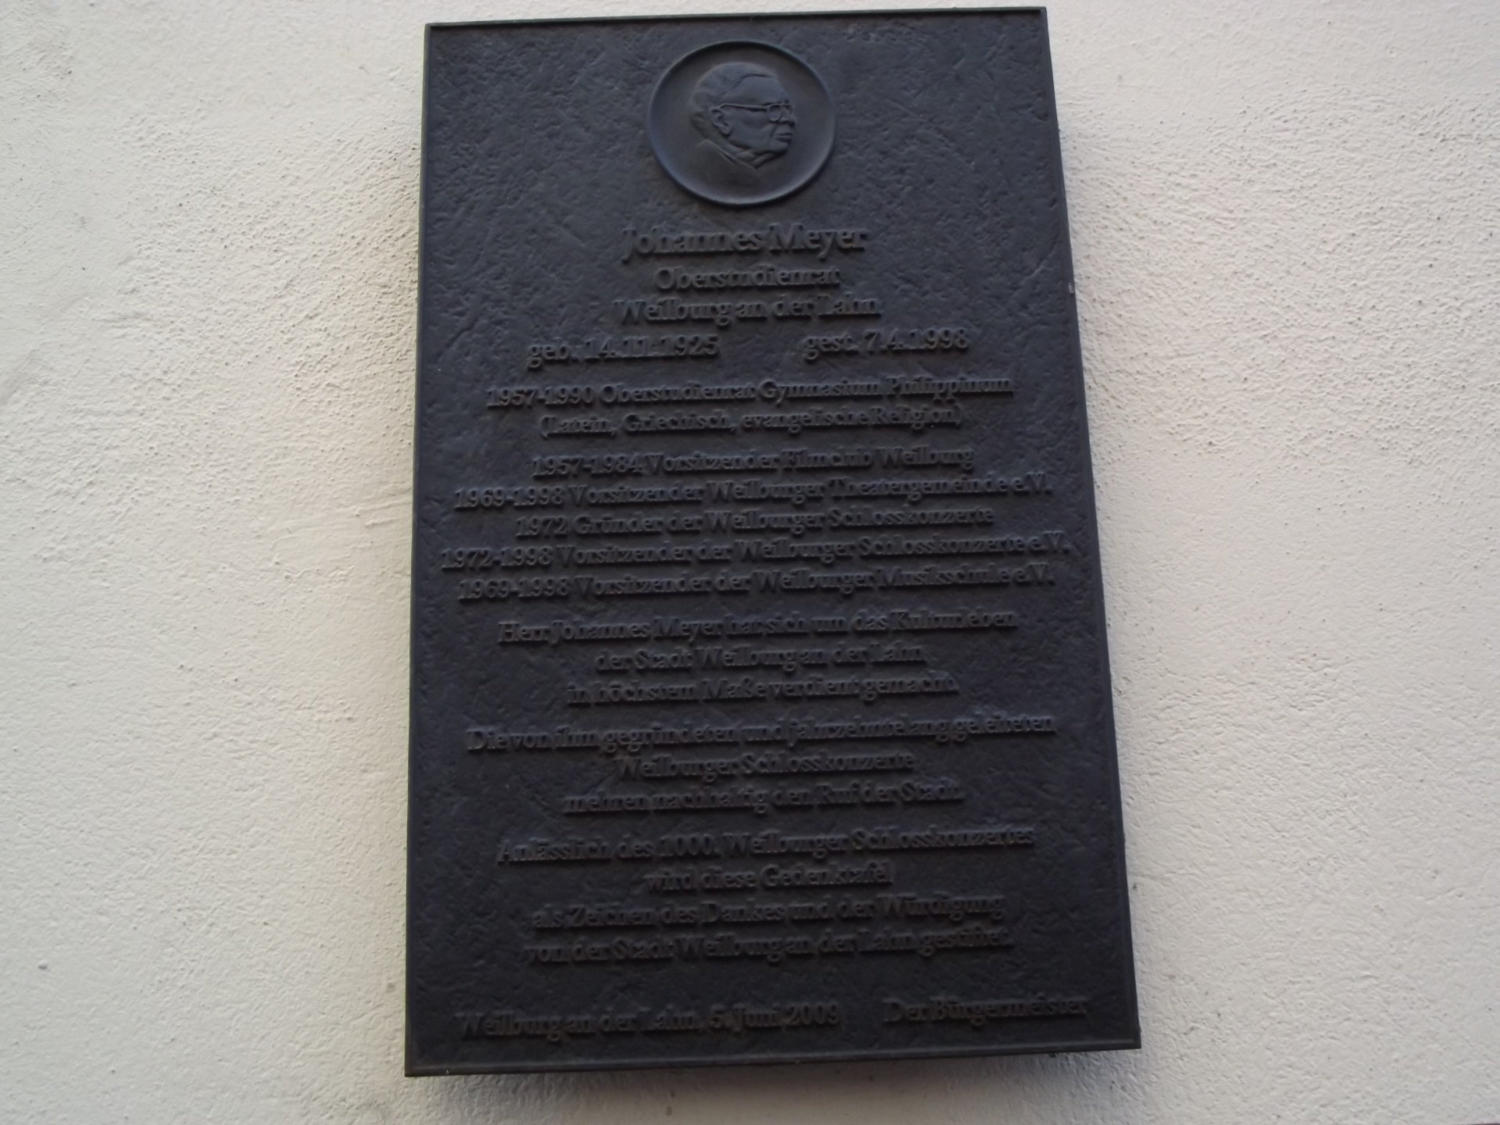 Johannes Meyer
Oberstudienrat
Weilburg an der Lahn
geb. 14.11.1925 gest. 7.4.1998
1957-1990 Oberstudienrat Gymnasium Philippinum
(Latein, Griechisch, evangelische Religion)
1957-1984 Vorsitzender Filmclub Weilburg
1969-1998 Vorsitzender Weilburger Theatergemeinde e.V.
1972 Gründer der Weilburger Schlosskonzerte
1972-1998 Vorsitzender der Weilburger Schlosskonzerte e.V.
1969-1998 Vorsitzender der Weilburger Musikschule e.V.
Herr Johannes Meyer hat sich um das Kulturleben
der Stadt Weilburg an der Lahn
in höchstem Maße verdient gemacht.
Die von ihm gegründeten und jahrzehntelang geleiteten
Weilburger Schlosskonzerte
mehren nachhaltig den Ruf der Stadt.
Anlässlich des 1000. Weilburger Schlosskonzertes
wird diese Gedenktafel
als Zeichen des Dankes und der Würdigung
von der Stadt Weilburg an der Lahn gestiftet.
Weilburg an der Lahn, 5. Juni 2009 Der Bürgermeister